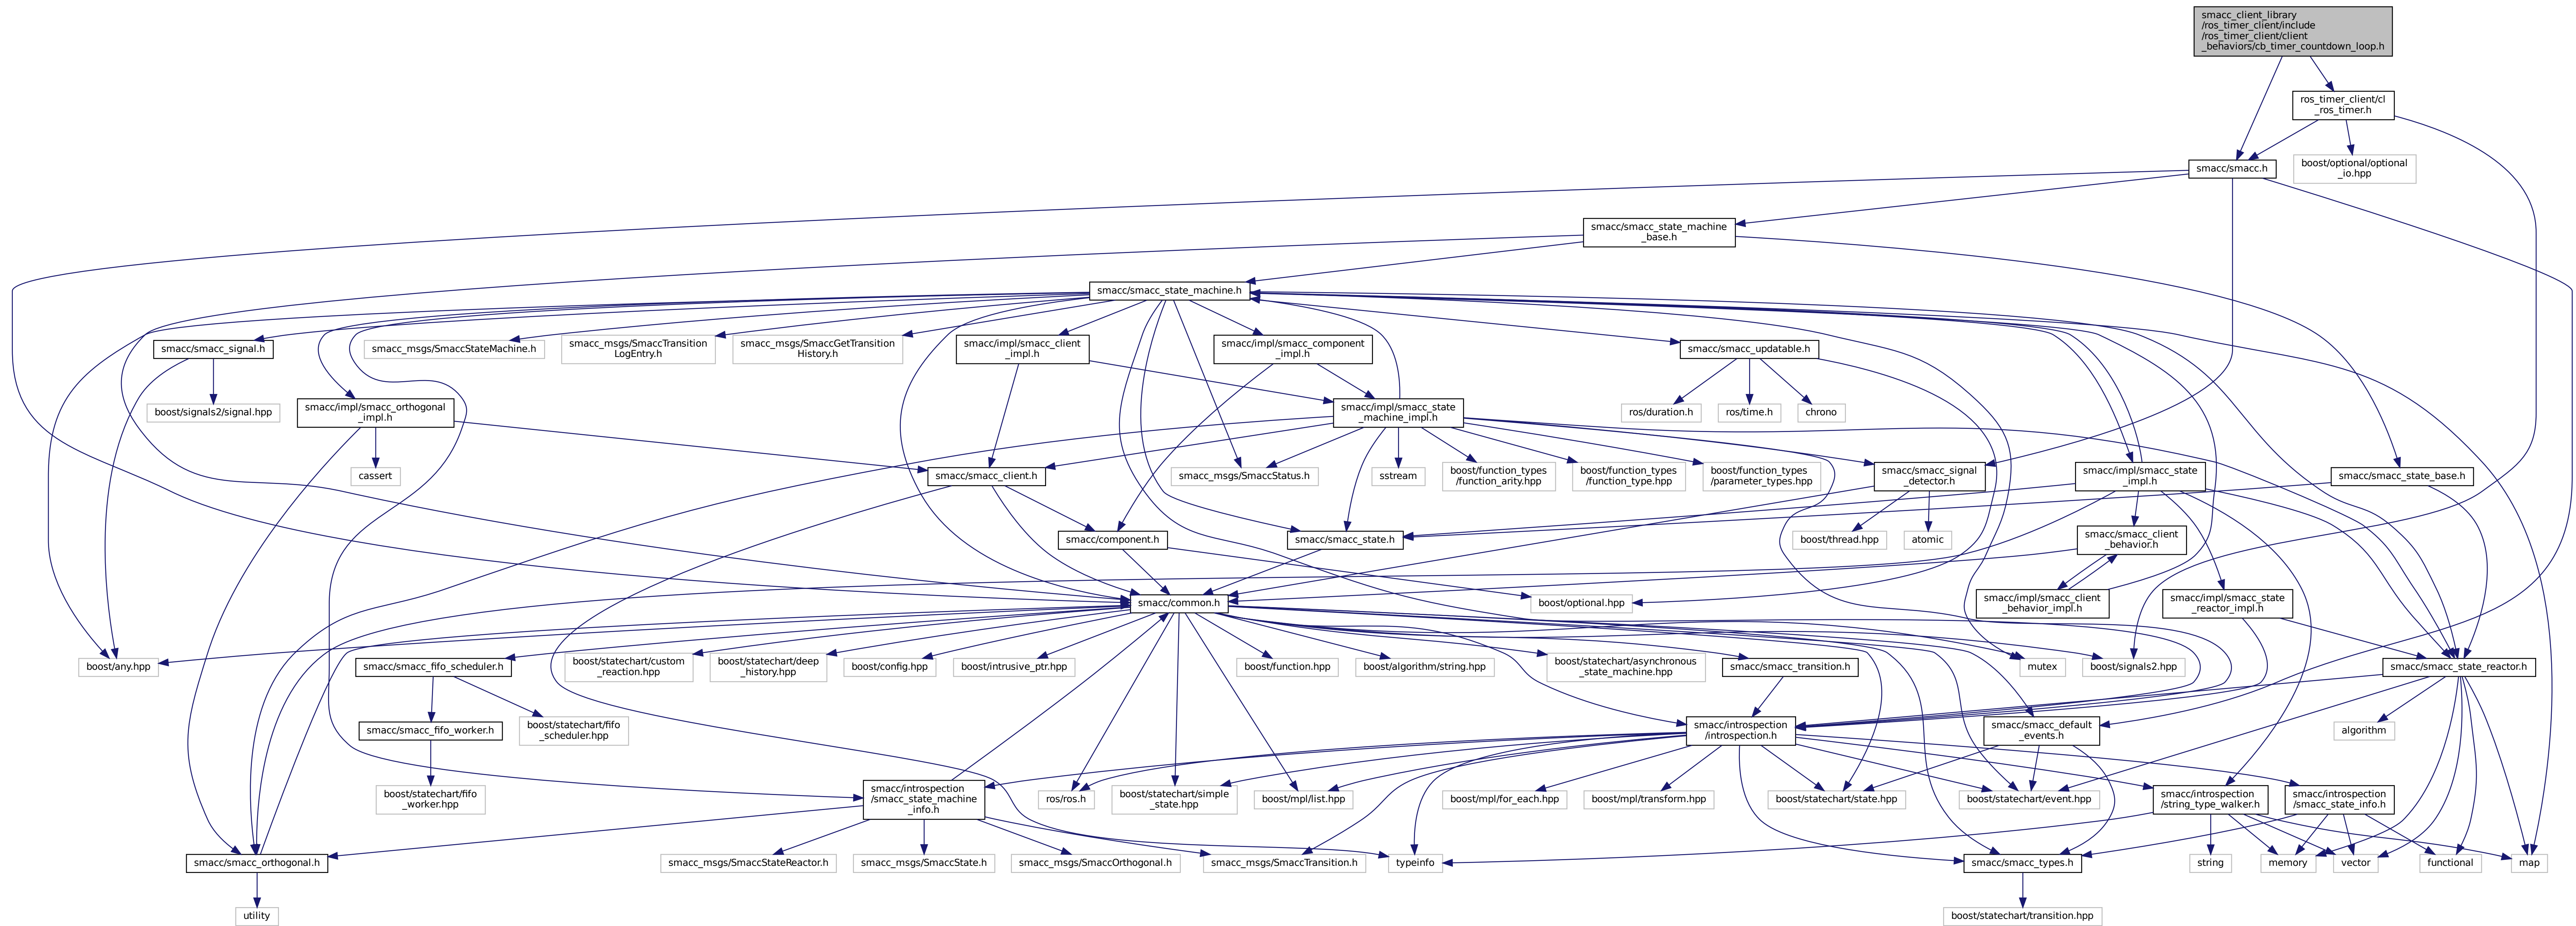 smacc_client_library
/ros_timer_client/include
/ros_timer_client/client
_behaviors/cb_timer_countdown_loop.h
ros_timer_client/cl
_ros_timer.h
smacc/smacc.h
boost/optional/optional
_io.hpp
smacc/smacc_state_machine
_base.h
smacc/smacc_state_machine.h
smacc/smacc_signal.h
smacc_msgs/SmaccStateMachine.h
smacc_msgs/SmaccTransition
LogEntry.h
smacc_msgs/SmaccGetTransition
History.h
smacc/impl/smacc_client
_impl.h
smacc/impl/smacc_component
_impl.h
smacc/smacc_updatable.h
boost/signals2/signal.hpp
smacc/impl/smacc_orthogonal
_impl.h
smacc/impl/smacc_state
_machine_impl.h
ros/duration.h
ros/time.h
chrono
cassert
smacc/smacc_client.h
smacc_msgs/SmaccStatus.h
sstream
boost/function_types
/function_arity.hpp
boost/function_types
/function_type.hpp
boost/function_types
/parameter_types.hpp
smacc/smacc_signal
_detector.h
smacc/impl/smacc_state
_impl.h
smacc/smacc_state_base.h
smacc/component.h
smacc/smacc_state.h
boost/thread.hpp
atomic
smacc/smacc_client
_behavior.h
smacc/common.h
boost/optional.hpp
smacc/impl/smacc_client
_behavior_impl.h
smacc/impl/smacc_state
_reactor_impl.h
boost/any.hpp
smacc/smacc_fifo_scheduler.h
boost/statechart/custom
_reaction.hpp
boost/statechart/deep
_history.hpp
boost/config.hpp
boost/intrusive_ptr.hpp
boost/function.hpp
boost/algorithm/string.hpp
boost/statechart/asynchronous
_state_machine.hpp
smacc/smacc_transition.h
mutex
boost/signals2.hpp
smacc/smacc_state_reactor.h
smacc/smacc_fifo_worker.h
boost/statechart/fifo
_scheduler.hpp
smacc/introspection
/introspection.h
smacc/smacc_default
_events.h
algorithm
boost/statechart/fifo
_worker.hpp
smacc/introspection
/smacc_state_machine
_info.h
ros/ros.h
boost/statechart/simple
_state.hpp
boost/mpl/list.hpp
boost/mpl/for_each.hpp
boost/mpl/transform.hpp
boost/statechart/state.hpp
boost/statechart/event.hpp
smacc/introspection
/string_type_walker.h
smacc/introspection
/smacc_state_info.h
smacc/smacc_orthogonal.h
smacc_msgs/SmaccStateReactor.h
smacc_msgs/SmaccState.h
smacc_msgs/SmaccOrthogonal.h
smacc_msgs/SmaccTransition.h
typeinfo
smacc/smacc_types.h
string
memory
vector
functional
map
utility
boost/statechart/transition.hpp